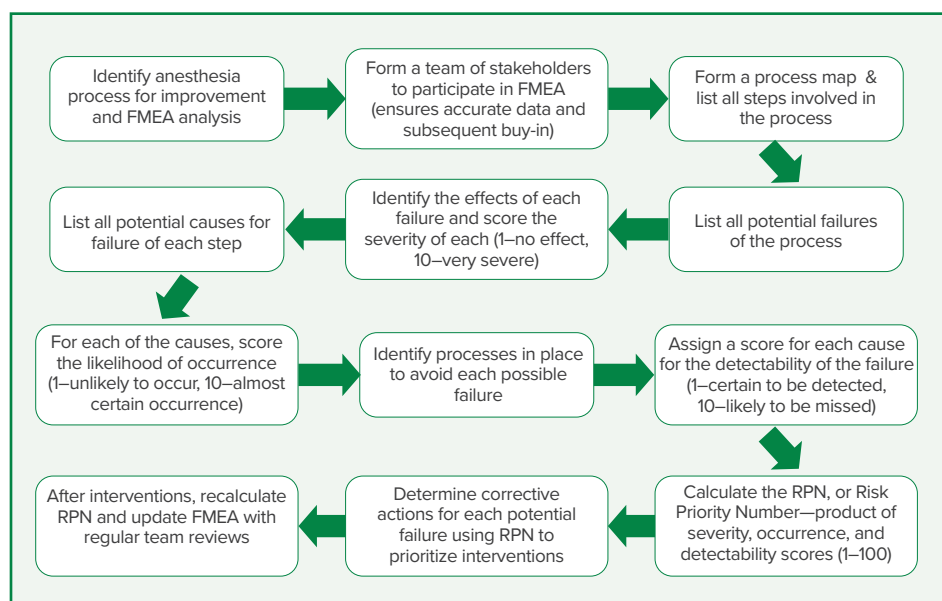 Identify anesthesia
process for improvement
and FMEA analysis
Form a team of stakeholders
to participate in FMEA
(ensures accurate data and
subsequent buy-in)
Form a process map &
list all steps involved in
the process
List all potential failures
of the process
Identify the effects of each
failure and score the
severity of each (1–no effect,
10–very severe)
List all potential causes for
failure of each step
For each of the causes, score
the likelihood of occurrence
(1–unlikely to occur, 10–almost
certain occurrence)
Identify processes in place
to avoid each possible
failure
Assign a score for each cause
for the detectability of the failure
(1–certain to be detected,
10–likely to be missed)
Calculate the RPN, or Risk
Priority Number—product of
severity, occurrence, and
detectability scores (1–100)
Determine corrective
actions for each potential
failure using RPN to
prioritize interventions
After interventions, recalculate
RPN and update FMEA with
regular team reviews